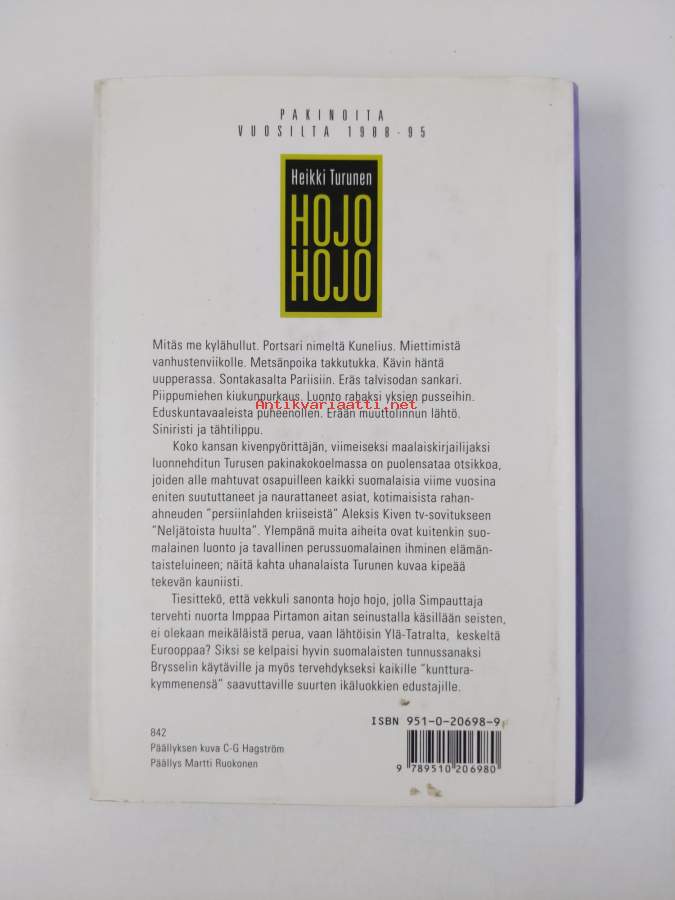 PAKINOITA
VUOSILTA 1988-95
Heikki Turunen
HOJO
HOJO
Mitäs me kylähullut. Portsari nimeltä Kunelius. Miettimistä
vanhustenviikolle. Metsänpoika takkutukka. Kävin häntä
uupperassa. Sontakasalta Pariisiin. Eräs talvisodan sankari.
Piippumiehen kiukunpurkaus. Luonto rahaksi yksien pusseihin.
Antikvariaatti.net
Eduskuntavaaleista puheenollen. Erään muuttolinnun lähtö.
Siniristi ja tähtilippu.
Koko kansan kivenpyörittäjän, viimeiseksi maalaiskirjailijaksi
luonnehditun Turusen pakinakokoelmassa on puolensataa otsikkoa,
joiden alle mahtuvat osapuilleen kaikki suomalaisia viime vuosina
eniten suututtaneet ja naurattaneet asiat, kotimaisista rahan-
ahneuden "persiinlahden kriiseistä" Aleksis Kiven tv-sovitukseen
"Neljätoista huulta". Ylempänä muita aiheita ovat kuitenkin suo-
malainen luonto ja tavallinen perussuomalainen ihminen elämän-
taisteluineen; näitä kahta uhanalaista Turunen kuvaa kipeää
tekevän kauniisti.
Tiesittekö, että vekkuli sanonta hojo hojo, jolla Simpauttaja
tervehti nuorta Imppaa Pirtamon aitan seinustalla käsillään seisten,
ei olekaan meikäläistä perua, vaan lähtöisin Ylä-Tatralta, keskeltä
Eurooppaa? Siksi se kelpaisi hyvin suomalaisten tunnussanaksi
Brysselin käytäville ja myös tervehdykseksi kaikille "kunttura-
kymmenensä" saavuttaville suurten ikäluokkien edustajille.
ISBN 951-0-20698-9
842
Päällyksen kuva C-G Hagström
Päällys Martti Ruokonen
9 789510 206980